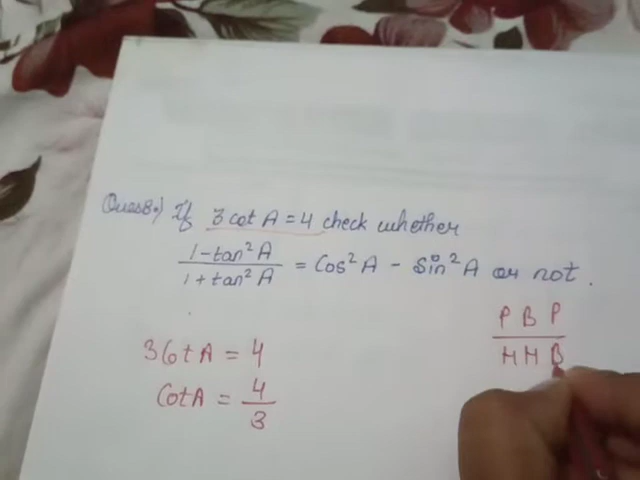 Ques8.) If 3 cot A = 4 check whether
1 - tan² A / 1 + tan² A = Cos² A - Sin² A or not.
P B P
H H B
3 Cot A = 4
Cot A = 4 / 3